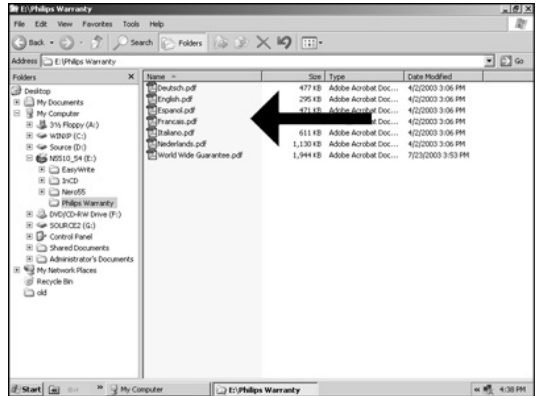 E:\Philips Warranty
File Edit View Favorites Tools Help
Back Search Folders
Address E:\Philips Warranty Go
Folders Name Size Type Date Modified
Desktop
My Documents
My Computer
3½ Floppy (A:)
WINXP (C:)
Source (D:)
NS510_54 (E:)
EasyWrite
InCD
Nero55
Philips Warranty
DVD/CD-RW Drive (F:)
SOURCE2 (G:)
Control Panel
Shared Documents
Administrator's Documents
My Network Places
Recycle Bin
old
Deutsch.pdf 477 KB Adobe Acrobat Doc... 4/2/2003 3:06 PM
English.pdf 295 KB Adobe Acrobat Doc... 4/2/2003 3:06 PM
Espanol.pdf 471 KB Adobe Acrobat Doc... 4/2/2003 3:06 PM
Francais.pdf 4/2/2003 3:06 PM
Italiano.pdf 611 KB Adobe Acrobat Doc... 4/2/2003 3:06 PM
Nederlands.pdf 1,130 KB Adobe Acrobat Doc... 4/2/2003 3:06 PM
World Wide Guarantee.pdf 1,944 KB Adobe Acrobat Doc... 7/23/2003 3:53 PM
Start My Computer E:\Philips Warranty 4:38 PM